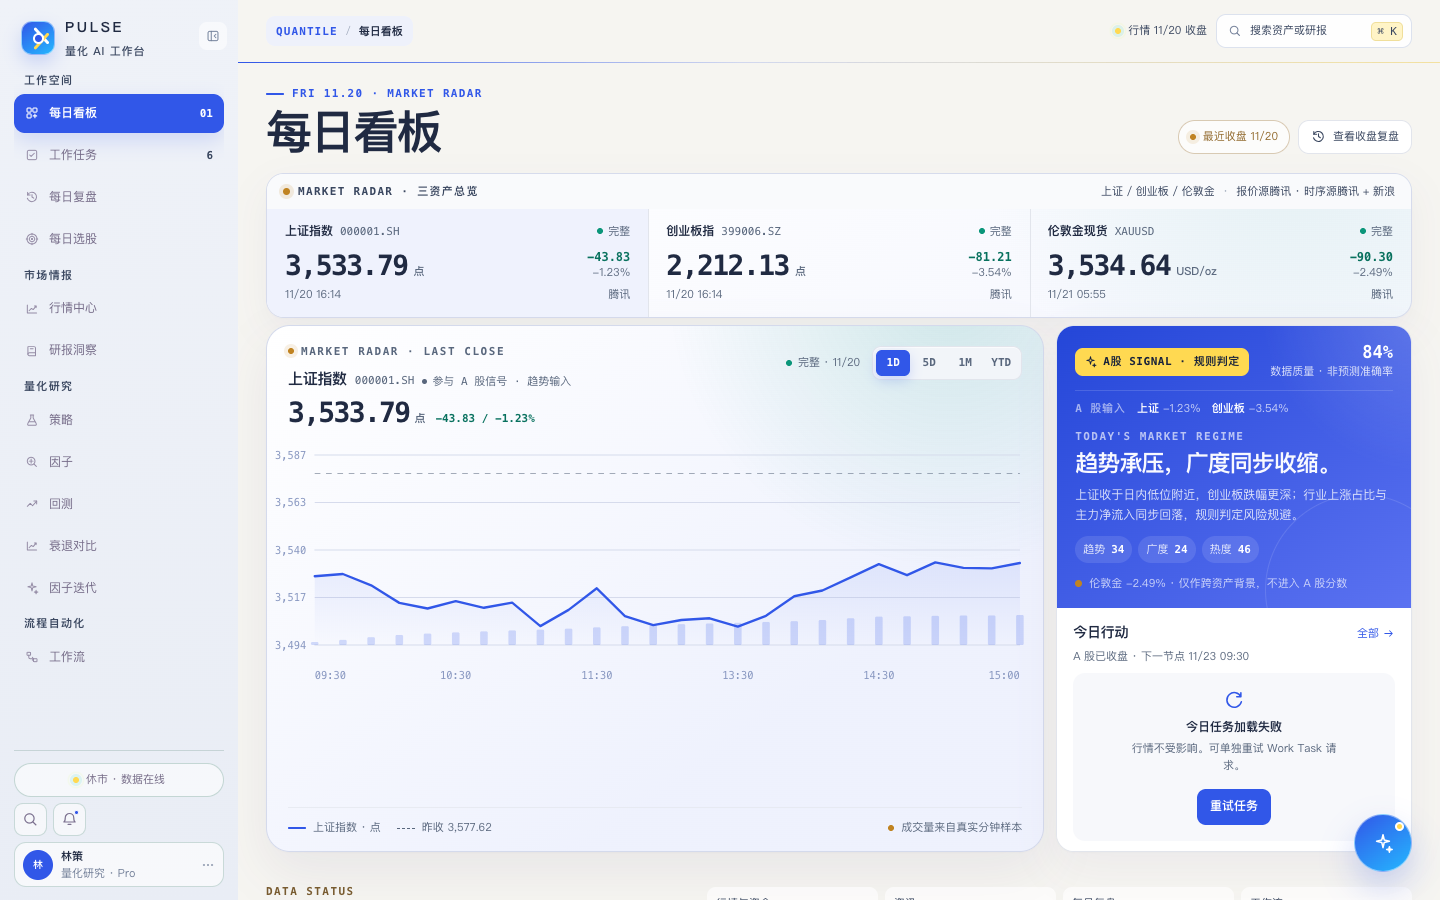 PULSE
量化 AI 工作台
工作空间
每日看板 01
工作任务 6
每日复盘
每日选股
市场情报
行情中心
研报洞察
量化研究
策略
因子
回测
衰退对比
因子迭代
流程自动化
工作流
休市 · 数据在线
林
林策
量化研究 · Pro
QUANTILE / 每日看板
行情 11/20 收盘
搜索资产或研报
⌘ K
FRI 11.20 · MARKET RADAR
每日看板
最近收盘 11/20
查看收盘复盘
MARKET RADAR · 三资产总览
上证 / 创业板 / 伦敦金 · 报价源腾讯 · 时序源腾讯 + 新浪
上证指数 000001.SH 完整
3,533.79 点
−43.83
−1.23%
11/20 16:14 腾讯
创业板指 399006.SZ 完整
2,212.13 点
−81.21
−3.54%
11/20 16:14 腾讯
伦敦金现货 XAUUSD 完整
3,534.64 USD/oz
−90.30
−2.49%
11/21 05:55 腾讯
MARKET RADAR · LAST CLOSE
上证指数 000001.SH 参与 A 股信号 · 趋势输入
3,533.79 点 −43.83 / −1.23%
完整 · 11/20
1D 5D 1M YTD
3,587
3,563
3,540
3,517
3,494
09:30 10:30 11:30 13:30 14:30 15:00
上证指数 · 点 昨收 3,577.62
成交量来自真实分钟样本
A股 SIGNAL · 规则判定
84%
数据质量 · 非预测准确率
A 股输入 上证 −1.23% 创业板 −3.54%
TODAY'S MARKET REGIME
趋势承压，广度同步收缩。
上证收于日内低位附近，创业板跌幅更深；行业上涨占比与
主力净流入同步回落，规则判定风险规避。
趋势 34 广度 24 热度 46
伦敦金 −2.49% · 仅作跨资产背景，不进入 A 股分数
今日行动
全部 →
A 股已收盘 · 下一节点 11/23 09:30
今日任务加载失败
行情不受影响。可单独重试 Work Task 请
求。
重试任务
DATA STATUS